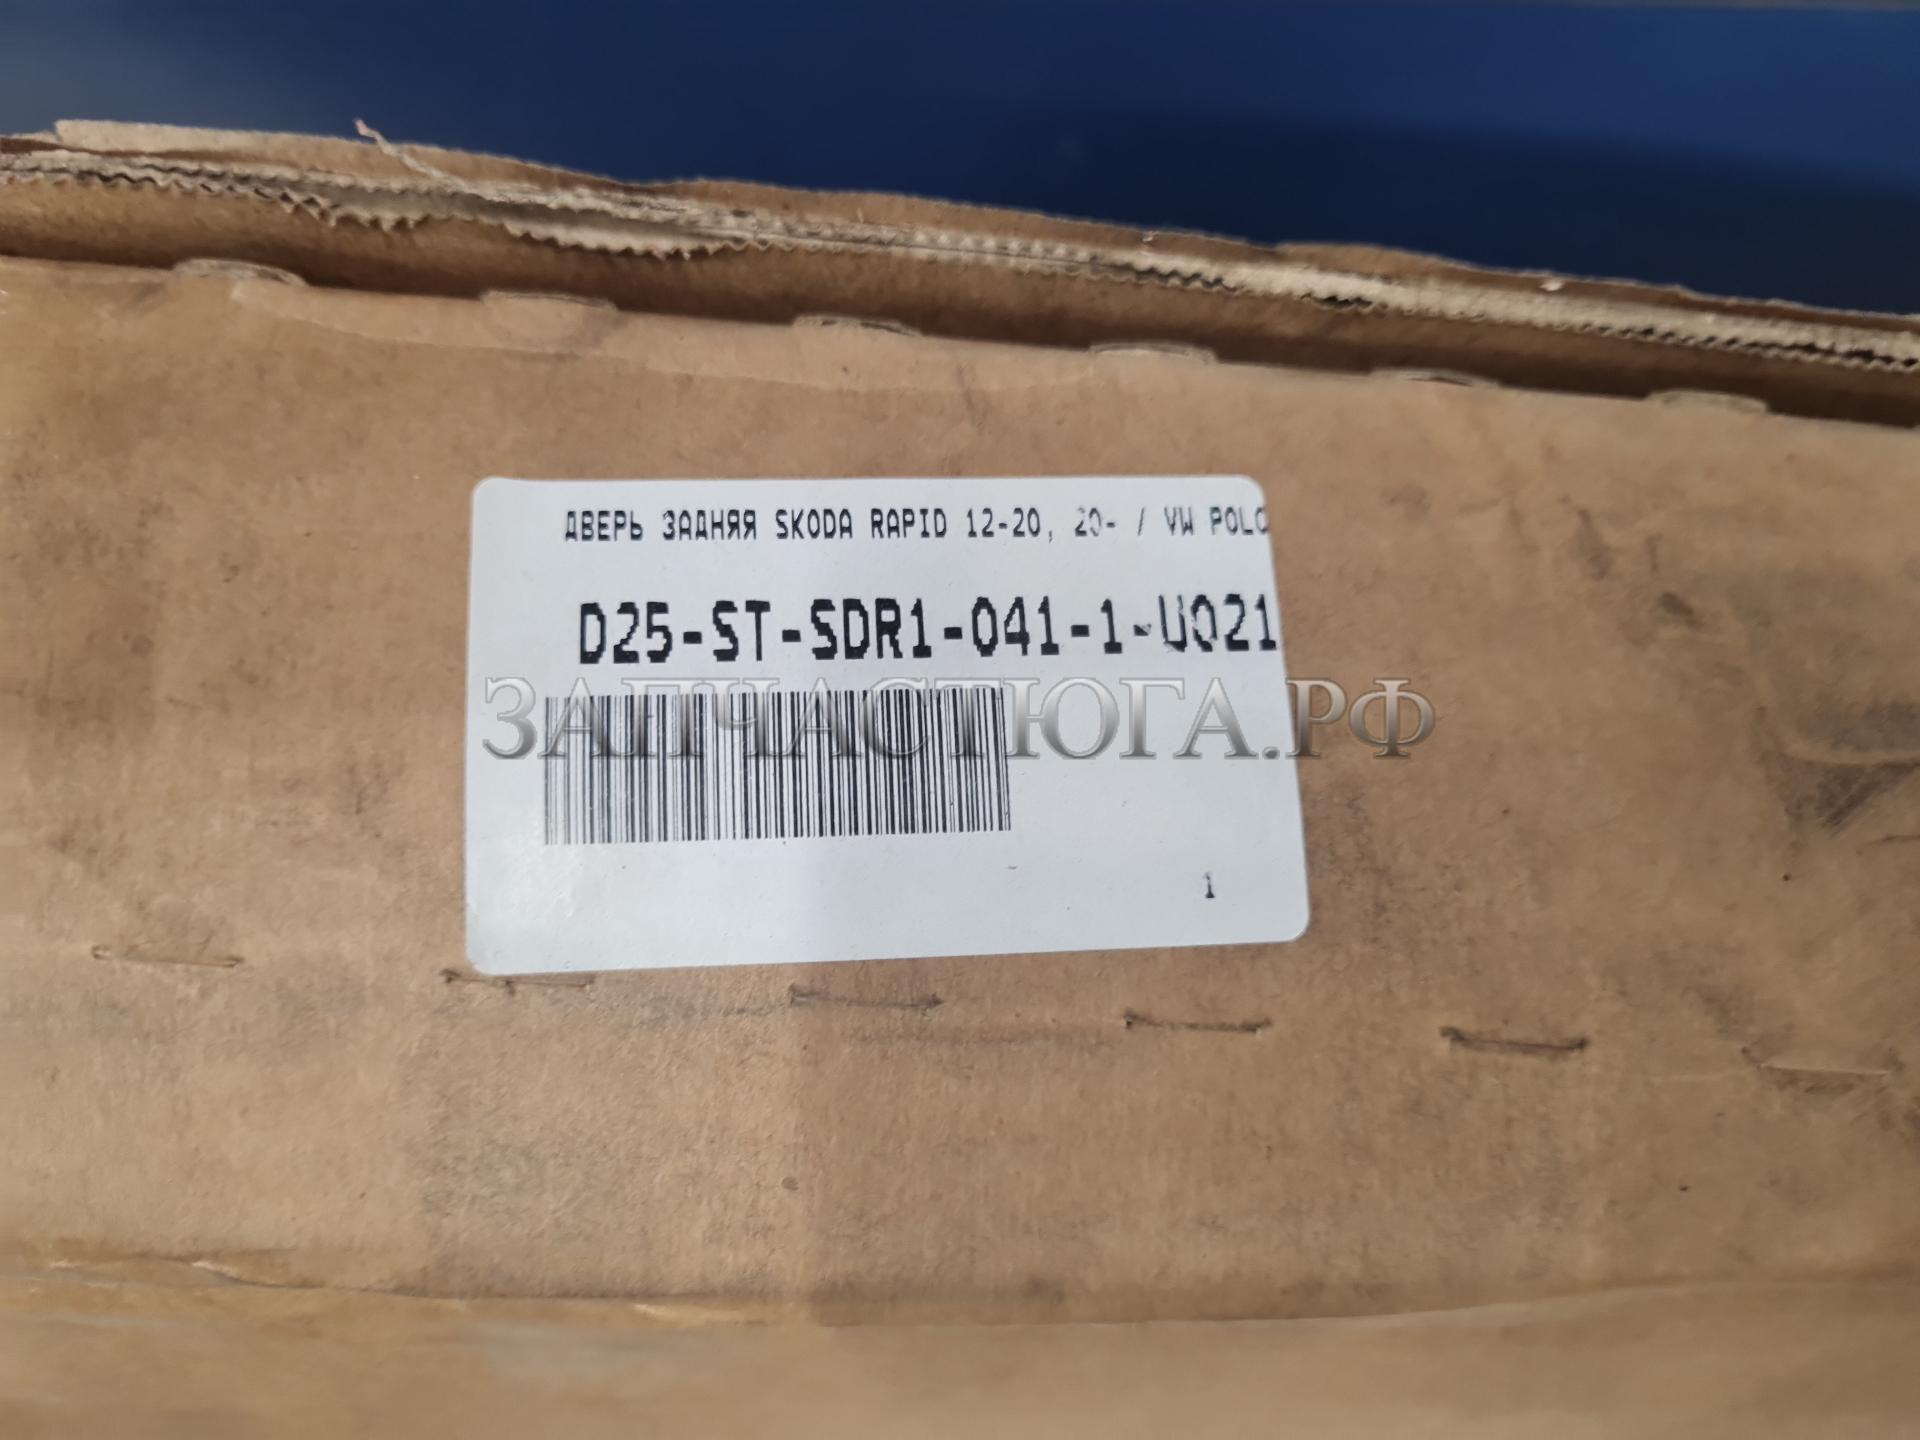 ДВЕРЬ ЗАДНЯЯ SKODA RAPID 12-20, 20- / VW POLO
D25-ST-SDR1-041-1-U021
ЗАПЧАСТЮГА.РФ
1